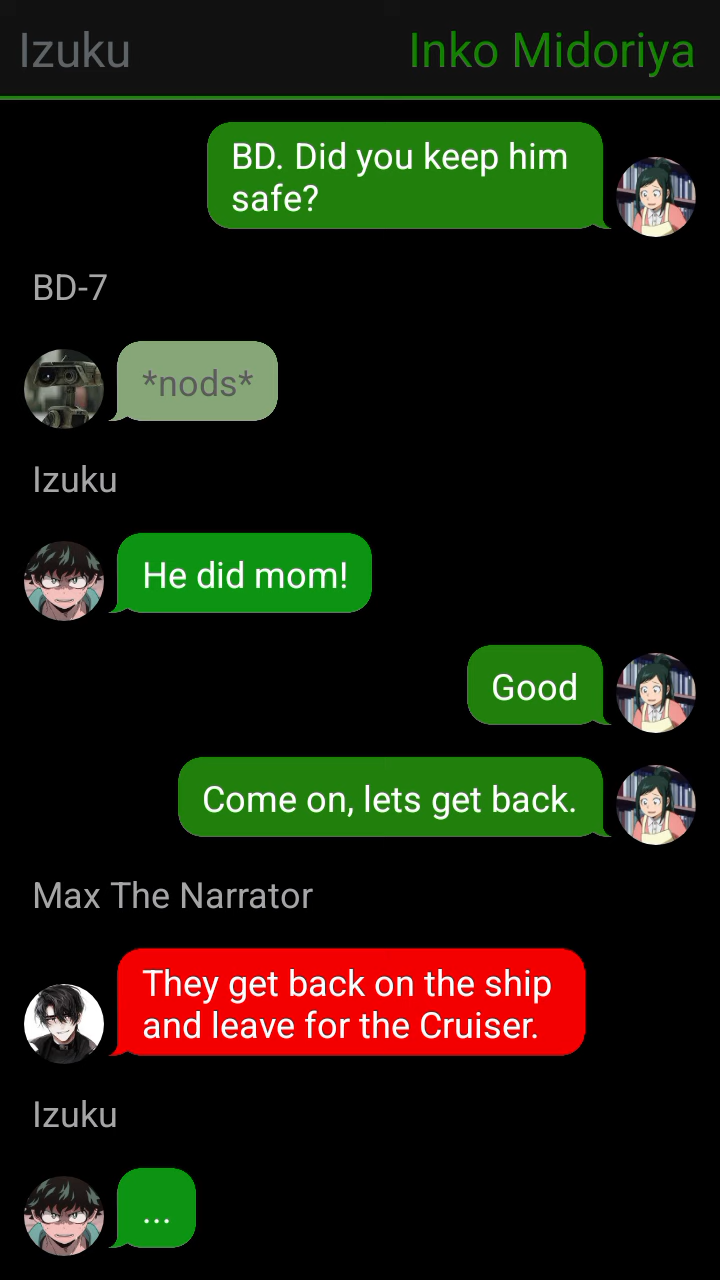 Izuku
Inko Midoriya
BD. Did you keep him
safe?
BD-7
*nods*
Izuku
He did mom!
Good
Come on, lets get back.
Max The Narrator
They get back on the ship
and leave for the Cruiser.
Izuku
...